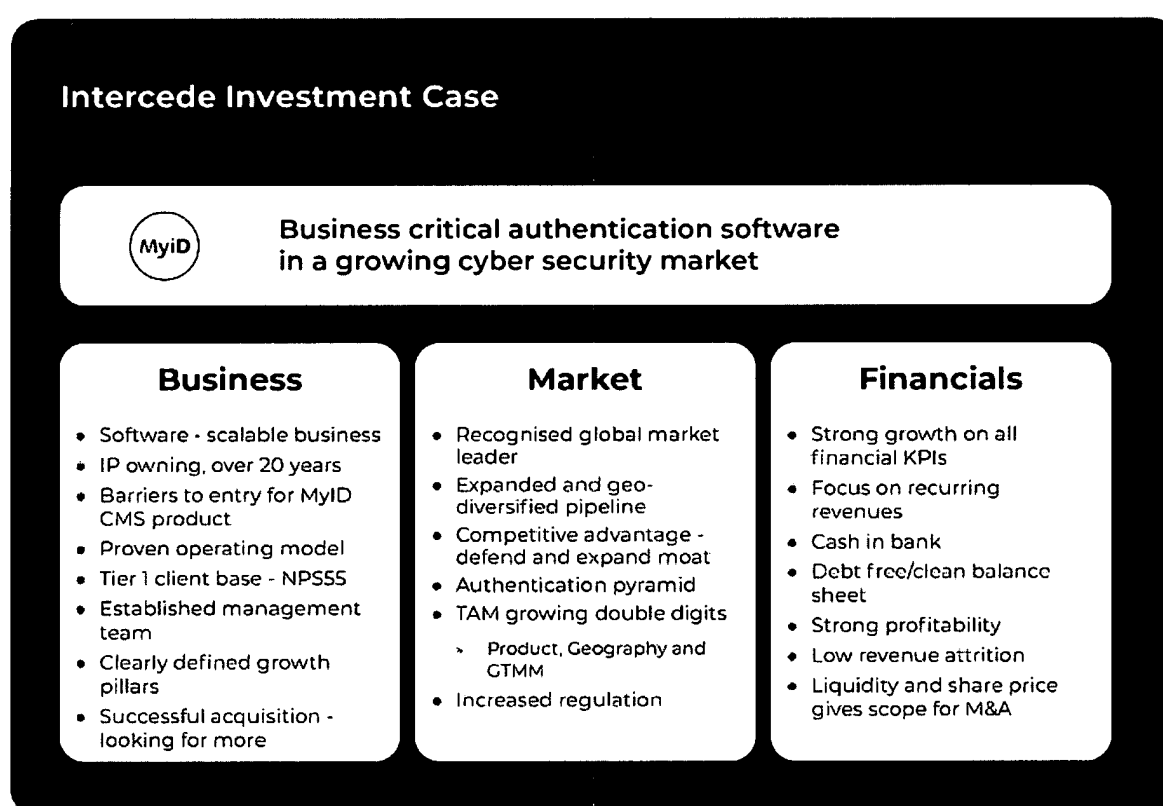 Intercede Investment Case
MyiD
Business critical authentication software
in a growing cyber security market
Business
• Software - scalable business
• IP owning, over 20 years
• Barriers to entry for MyID
CMS product
• Proven operating model
• Tier 1 client base - NPS55
• Established management
team
• Clearly defined growth
pillars
• Successful acquisition -
looking for more
Market
• Recognised global market
leader
• Expanded and geo-
diversified pipeline
• Competitive advantage -
defend and expand moat
• Authentication pyramid
• TAM growing double digits
» Product, Geography and
GTMM
• Increased regulation
Financials
• Strong growth on all
financial KPIs
• Focus on recurring
revenues
• Cash in bank
• Debt free/clean balance
sheet
• Strong profitability
• Low revenue attrition
• Liquidity and share price
gives scope for M&A